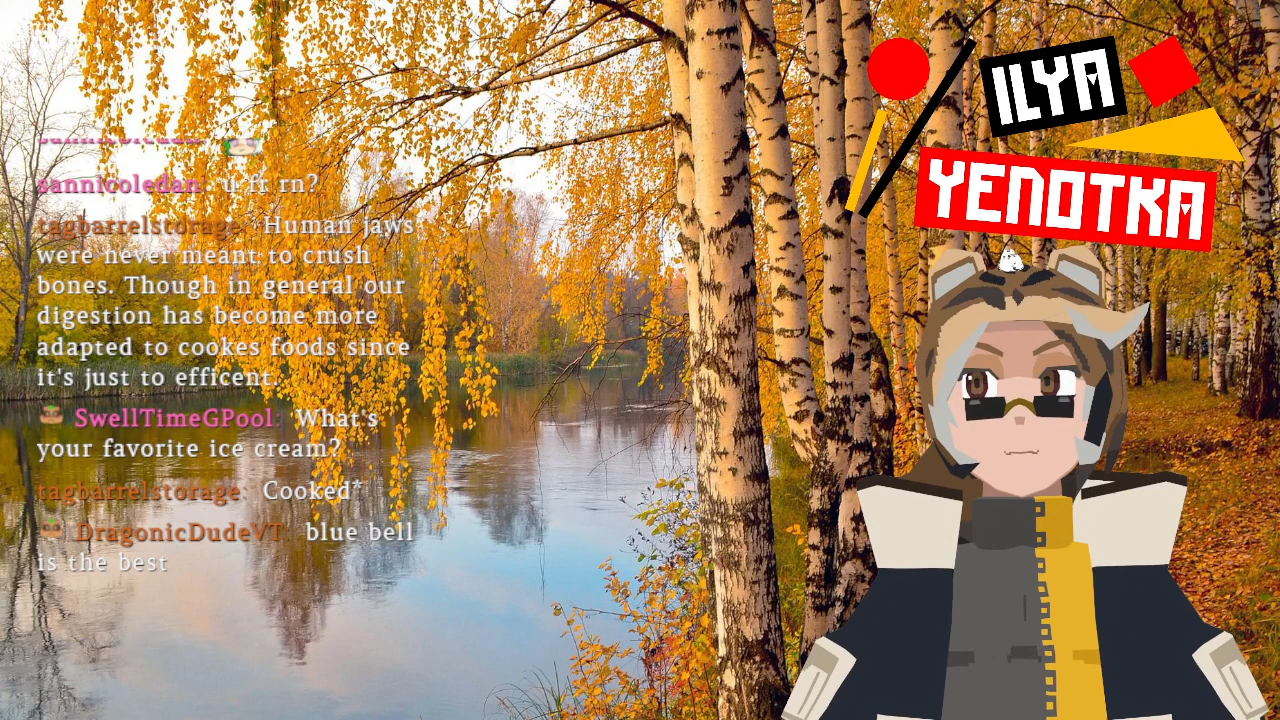 sannicoledan: u fr rn?
tagbarrelstorage: Human jaws
were never meant to crush
bones. Though in general our
digestion has become more
adapted to cookes foods since
it's just to efficent.
SwellTimeGPool: What's
your favorite ice cream?
tagbarrelstorage: Cooked*
DragonicDudeVT: blue bell
is the best
ILYA
YENOTKA